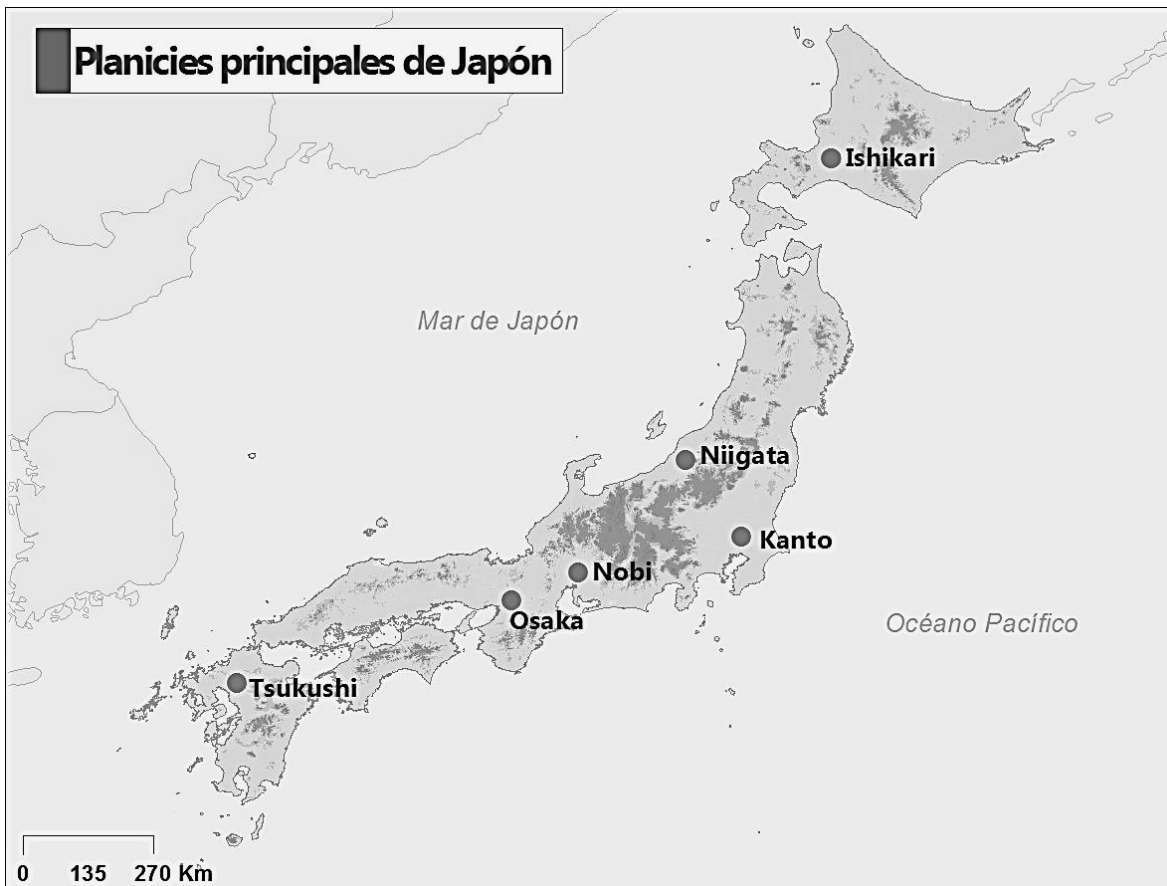 Planicies principales de Japón
Ishikari
Mar de Japón
Niigata
Kanto
Nobi
Osaka
Océano Pacífico
Tsukushi
0 135 270 Km